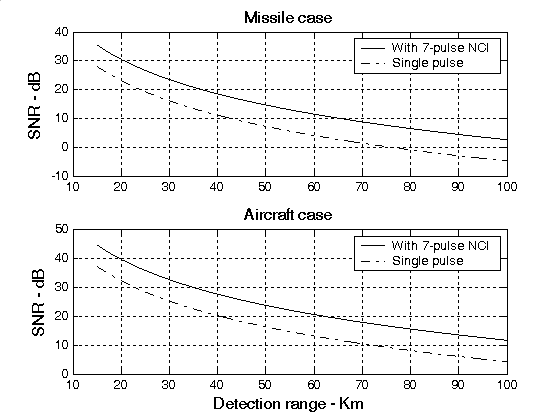 Missile case
40
30
20
10
0
-10
SNR - dB
With 7-pulse NCI
Single pulse
10 20 30 40 50 60 70 80 90 100
Aircraft case
50
40
30
20
10
0
SNR - dB
With 7-pulse NCI
Single pulse
10 20 30 40 50 60 70 80 90 100
Detection range - Km